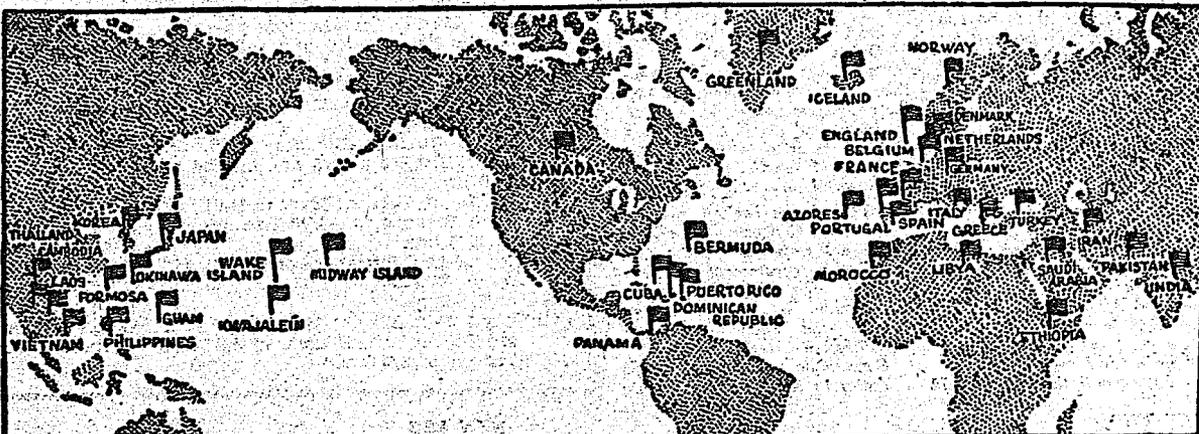 NORWAY
GREENLAND
ICELAND
DENMARK
ENGLAND
NETHERLANDS
BELGIUM
GERMANY
FRANCE
CANADA
AZORES
PORTUGAL
SPAIN
ITALY
GREECE
TURKEY
IRAN
KOREA
THAILAND
CAMBODIA
JAPAN
WAKE
ISLAND
MIDWAY ISLAND
BERMUDA
MOROCCO
LIBYA
SAUDI
ARABIA
PAKISTAN
INDIA
LAOS
OKINAWA
FORMOSA
GUAM
KWAJALEIN
CUBA
PUERTO RICO
DOMINICAN
REPUBLIC
PANAMA
ETHIOPIA
VIETNAM
PHILIPPINES